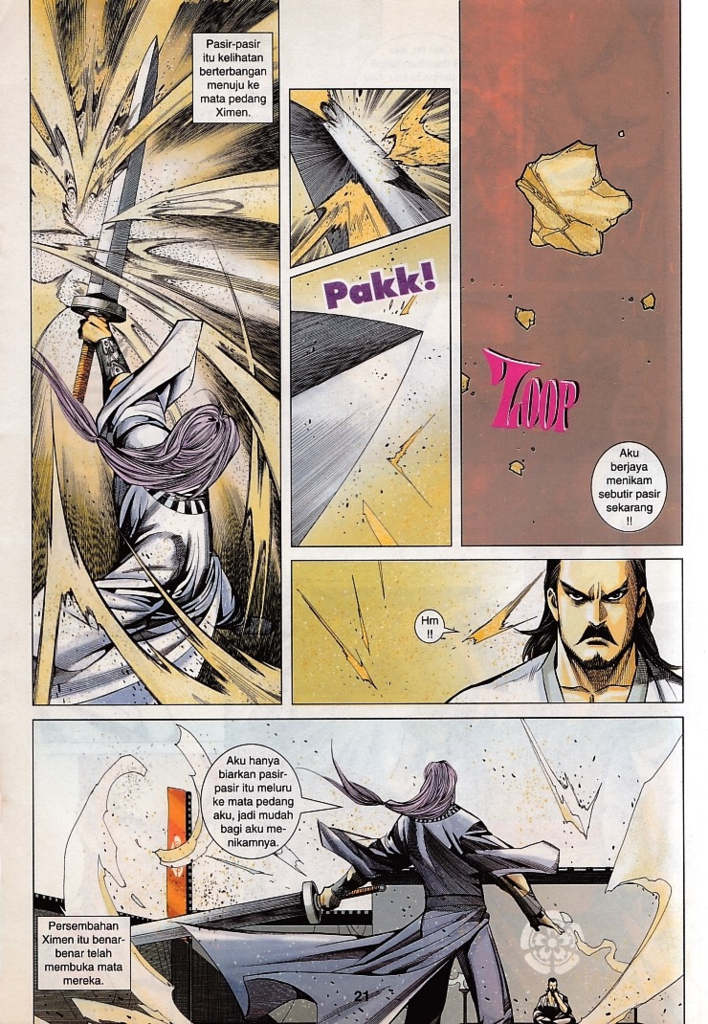 Pasir-pasir
itu kelihatan
berterbangan
menuju ke
mata pedang
Ximen.
Pakk!
ZOOP
Aku
berjaya
menikam
sebutir pasir
sekarang
!!
Hm
!!
Aku hanya
biarkan pasir-
pasir itu meluru
ke mata pedang
aku, jadi mudah
bagi aku me-
nikamnya.
Persembahan
Ximen itu benar-
benar telah
membuka mata
mereka.
21